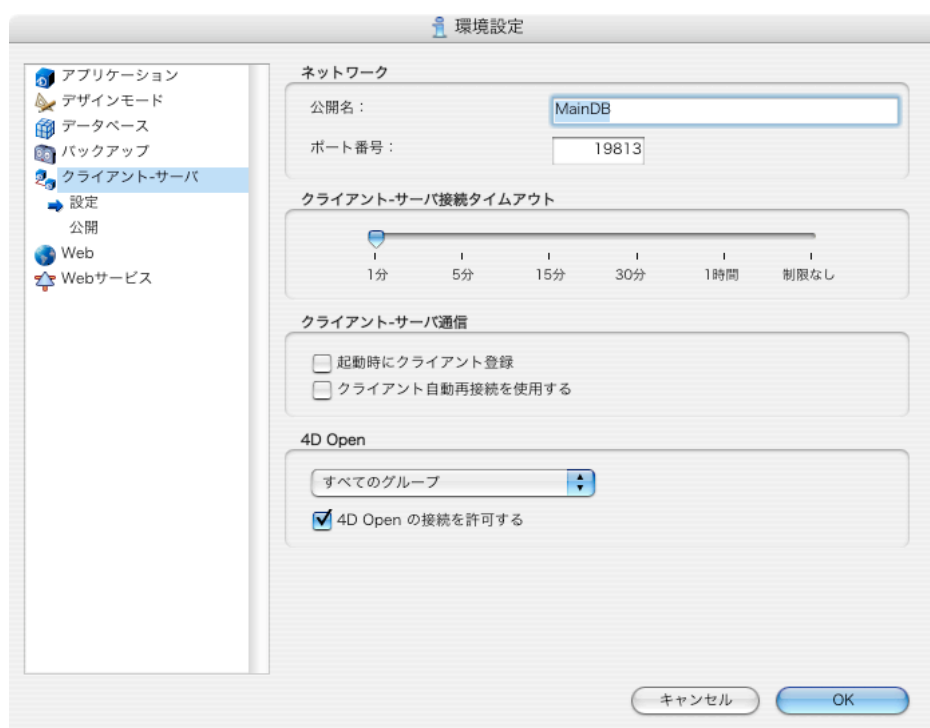 環境設定
アプリケーション
デザインモード
データベース
バックアップ
クライアント-サーバ
設定
公開
Web
Webサービス
ネットワーク
公開名：
MainDB
ポート番号：
19813
クライアント-サーバ接続タイムアウト
1分 5分 15分 30分 1時間 制限なし
クライアント-サーバ通信
起動時にクライアント登録
クライアント自動再接続を使用する
4D Open
すべてのグループ
4D Open の接続を許可する
キャンセル OK